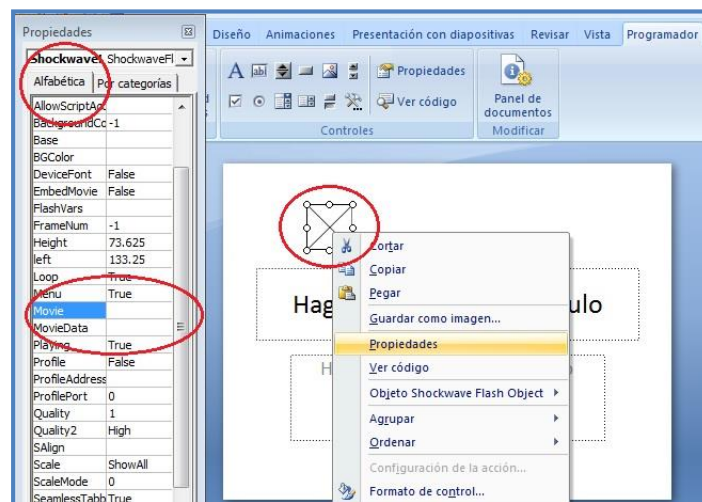 Propiedades
Shockwave1 ShockwaveFl
Alfabética Por categorías
AllowScriptAc
BackgroundCc -1
Base
BGColor
DeviceFont False
EmbedMovie False
FlashVars
FrameNum -1
Height 73.625
left 133.25
Loop True
Menu True
Movie
MovieData
Playing True
Profile False
ProfileAddress
ProfilePort 0
Quality 1
Quality2 High
SAlign
Scale ShowAll
ScaleMode 0
SeamlessTabb True
Diseño Animaciones Presentación con diapositivas Revisar Vista Programador
Propiedades
Ver código
Controles
Panel de
documentos
Modificar
Hag
ulo
H
Cortar
Copiar
Pegar
Guardar como imagen...
Propiedades
Ver código
Objeto Shockwave Flash Object
Agrupar
Ordenar
Configuración de la acción...
Formato de control...